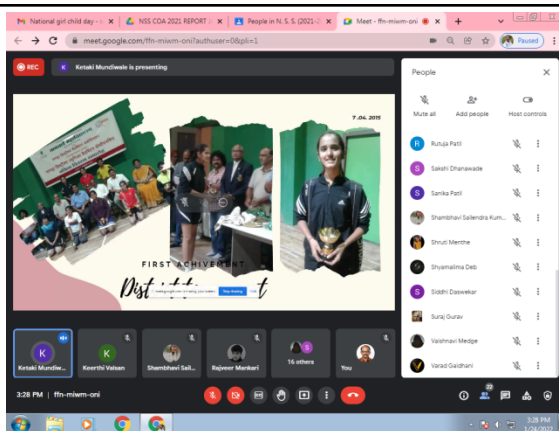 National girl child day -
NSS COA 2021 REPORT
People in N. S. S. (2021-2
Meet - ffn-miwm-oni
meet.google.com/ffn-miwm-oni?authuser=0&pli=1
Paused
REC
K
Ketaki Mundiwale is presenting
7.04.2015
FIRST ACHIVEMENT
Stop sharing
Hide
K
Ketaki Mundiw...
Keerthi Valsan
Shambhavi Sail...
Rajveer Mankari
S
16 others
You
3:28 PM | ffn-miwm-oni
22
People
Mute all
Add people
Host controls
R Rutuja Patil
S Sakshi Dhanawade
S Sanika Patil
Shambhavi Sailendra Kum...
Shruti Menthe
Shyamalima Deb
S Siddhi Daswekar
Suraj Gurav
Vaishnavi Medge
Varad Gaidhani
3:28 PM
1/24/2022